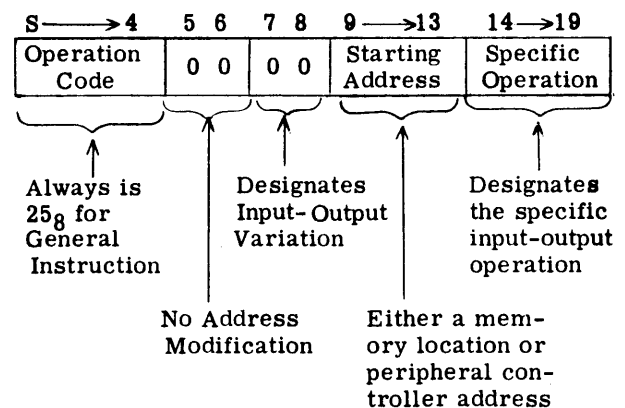 S → 4 5 6 7 8 9 → 13 14 → 19
Operation Code
0 0
0 0
Starting Address
Specific Operation
Always is
25₈ for
General
Instruction
Designates
Input-Output
Variation
Designates
the specific
input-output
operation
No Address
Modification
Either a mem-
ory location or
peripheral con-
troller address